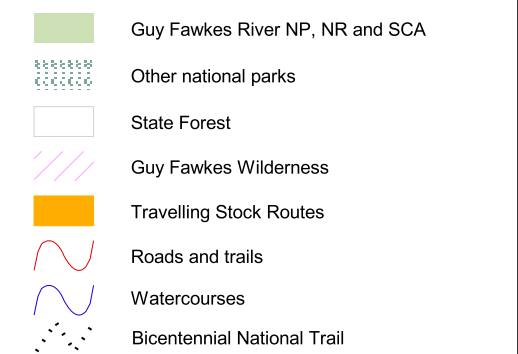 Guy Fawkes River NP, NR and SCA
Other national parks
State Forest
Guy Fawkes Wilderness
Travelling Stock Routes
Roads and trails
Watercourses
Bicentennial National Trail